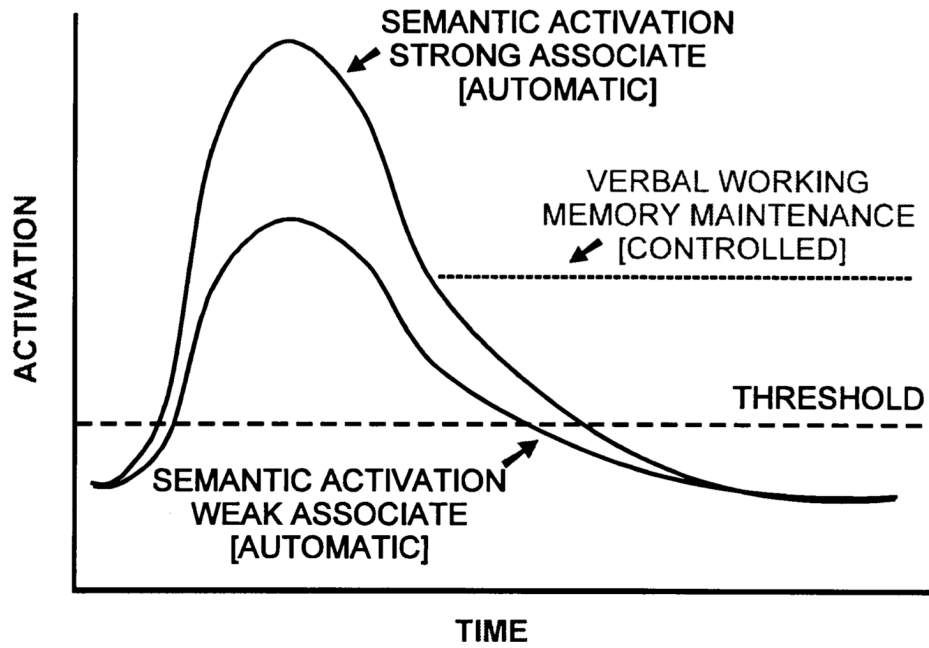 SEMANTIC ACTIVATION
STRONG ASSOCIATE
[AUTOMATIC]
VERBAL WORKING
MEMORY MAINTENANCE
[CONTROLLED]
ACTIVATION
THRESHOLD
SEMANTIC ACTIVATION
WEAK ASSOCIATE
[AUTOMATIC]
TIME